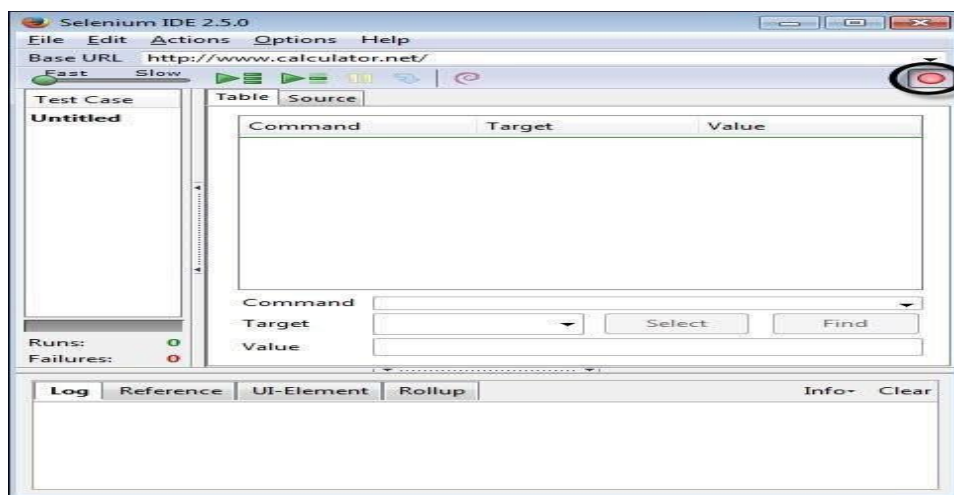 Selenium IDE 2.5.0
File Edit Actions Options Help
Base URL http://www.calculator.net/
Fast Slow
Test Case
Untitled
Table Source
Command Target Value
Command
Target Select Find
Value
Runs: 0
Failures: 0
Log Reference UI-Element Rollup Info Clear